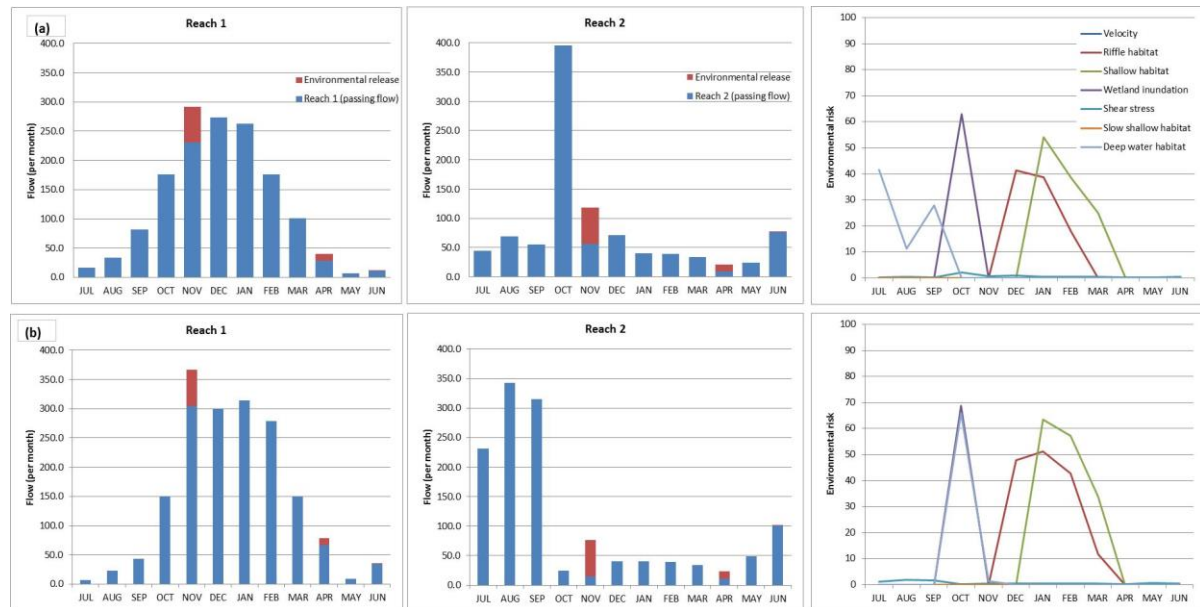 (a)
Reach 1
Flow (per month)
400.0
350.0
300.0
250.0
200.0
150.0
100.0
50.0
0.0
Environmental release
Reach 1 (passing flow)
JUL AUG SEP OCT NOV DEC JAN FEB MAR APR MAY JUN
Reach 2
Flow (per month)
400.0
350.0
300.0
250.0
200.0
150.0
100.0
50.0
0.0
Environmental release
Reach 2 (passing flow)
JUL AUG SEP OCT NOV DEC JAN FEB MAR APR MAY JUN
Environmental risk
100
90
80
70
60
50
40
30
20
10
0
Velocity
Riffle habitat
Shallow habitat
Wetland inundation
Shear stress
Slow shallow habitat
Deep water habitat
JUL AUG SEP OCT NOV DEC JAN FEB MAR APR MAY JUN
(b)
Reach 1
Flow (per month)
400.0
350.0
300.0
250.0
200.0
150.0
100.0
50.0
0.0
JUL AUG SEP OCT NOV DEC JAN FEB MAR APR MAY JUN
Reach 2
Flow (per month)
400.0
350.0
300.0
250.0
200.0
150.0
100.0
50.0
0.0
JUL AUG SEP OCT NOV DEC JAN FEB MAR APR MAY JUN
Environmental risk
100
90
80
70
60
50
40
30
20
10
0
JUL AUG SEP OCT NOV DEC JAN FEB MAR APR MAY JUN